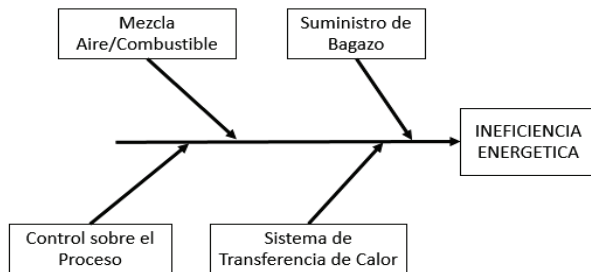 Mezcla
Aire/Combustible
Suministro de
Bagazo
INEFICIENCIA
ENERGETICA
Control sobre el
Proceso
Sistema de
Transferencia de Calor